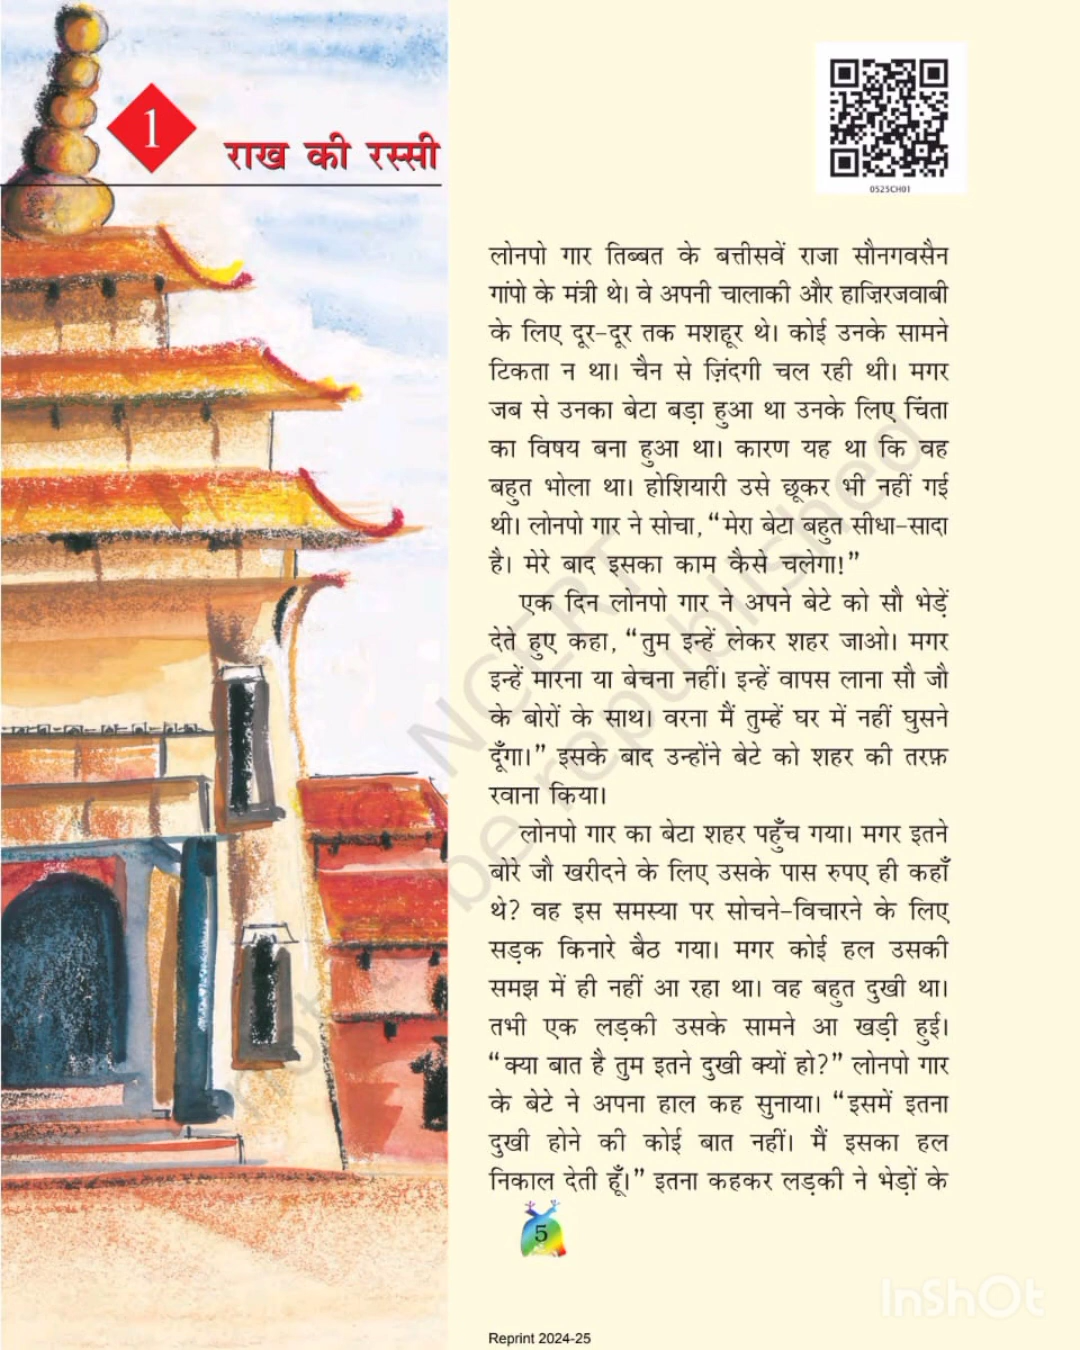 1
राख की रस्सी
0525CH01
लोनपो गार तिब्बत के बत्तीसवें राजा सौनगवसैन
गांपो के मंत्री थे। वे अपनी चालाकी और हाज़िरजवाबी
के लिए दूर-दूर तक मशहूर थे। कोई उनके सामने
टिकता न था। चैन से ज़िंदगी चल रही थी। मगर
जब से उनका बेटा बड़ा हुआ था उनके लिए चिंता
का विषय बना हुआ था। कारण यह था कि वह
बहुत भोला था। होशियारी उसे छूकर भी नहीं गई
थी। लोनपो गार ने सोचा, “मेरा बेटा बहुत सीधा-सादा
है। मेरे बाद इसका काम कैसे चलेगा!”
एक दिन लोनपो गार ने अपने बेटे को सौ भेड़ें
देते हुए कहा, “तुम इन्हें लेकर शहर जाओ। मगर
इन्हें मारना या बेचना नहीं। इन्हें वापस लाना सौ जौ
के बोरों के साथ। वरना मैं तुम्हें घर में नहीं घुसने
दूँगा।” इसके बाद उन्होंने बेटे को शहर की तरफ़
रवाना किया।
लोनपो गार का बेटा शहर पहुँच गया। मगर इतने
बोरे जौ खरीदने के लिए उसके पास रुपए ही कहाँ
थे? वह इस समस्या पर सोचने-विचारने के लिए
सड़क किनारे बैठ गया। मगर कोई हल उसकी
समझ में ही नहीं आ रहा था। वह बहुत दुखी था।
तभी एक लड़की उसके सामने आ खड़ी हुई।
“क्या बात है तुम इतने दुखी क्यों हो?” लोनपो गार
के बेटे ने अपना हाल कह सुनाया। “इसमें इतना
दुखी होने की कोई बात नहीं। मैं इसका हल
निकाल देती हूँ।” इतना कहकर लड़की ने भेड़ों के
5
Reprint 2024-25
NCERT
not to be republished
InShOt